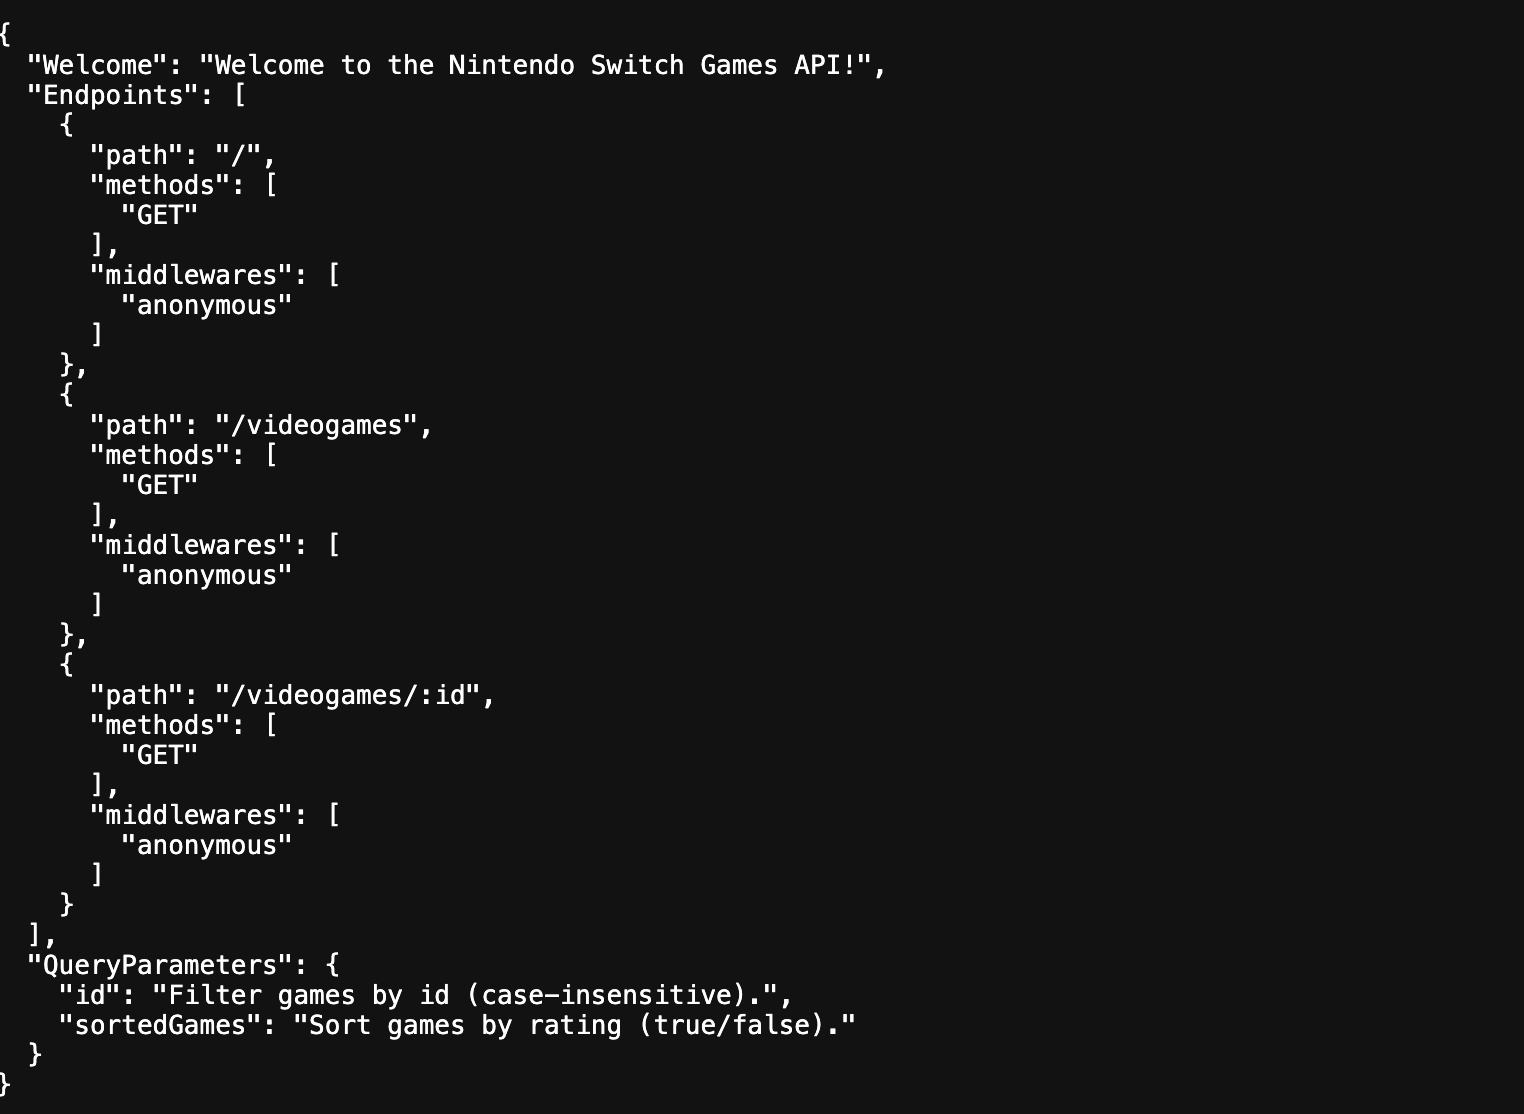 {
  "Welcome": "Welcome to the Nintendo Switch Games API!",
  "Endpoints": [
    {
      "path": "/",
      "methods": [
        "GET"
      ],
      "middlewares": [
        "anonymous"
      ]
    },
    {
      "path": "/videogames",
      "methods": [
        "GET"
      ],
      "middlewares": [
        "anonymous"
      ]
    },
    {
      "path": "/videogames/:id",
      "methods": [
        "GET"
      ],
      "middlewares": [
        "anonymous"
      ]
    }
  ],
  "QueryParameters": {
    "id": "Filter games by id (case-insensitive).",
    "sortedGames": "Sort games by rating (true/false)."
  }
}